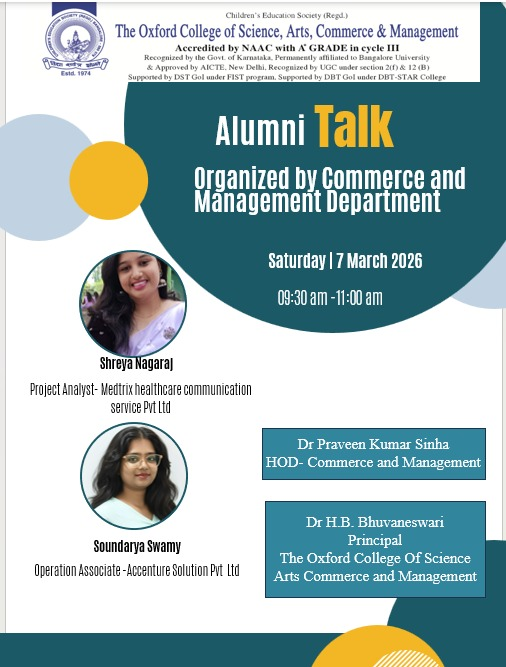 Children's Education Society (Regd.)
The Oxford College of Science, Arts, Commerce & Management
Accredited by NAAC with A+ GRADE in cycle III
Recognized by the Govt. of Karnataka, Permanently affiliated to Bangalore University
& Approved by AICTE, New Delhi, Recognized by UGC under section 2(f) & 12 (B)
Supported by DST GoI under FIST program, Supported by DBT GoI under DBT-STAR College
Estd. 1974
Alumni Talk
Organized by Commerce and
Management Department
Saturday | 7 March 2026
09:30 am -11:00 am
Shreya Nagaraj
Project Analyst- Medtrix healthcare communication
service Pvt Ltd
Dr Praveen Kumar Sinha
HOD- Commerce and Management
Soundarya Swamy
Operation Associate -Accenture Solution Pvt Ltd
Dr H.B. Bhuvaneswari
Principal
The Oxford College Of Science
Arts Commerce and Management